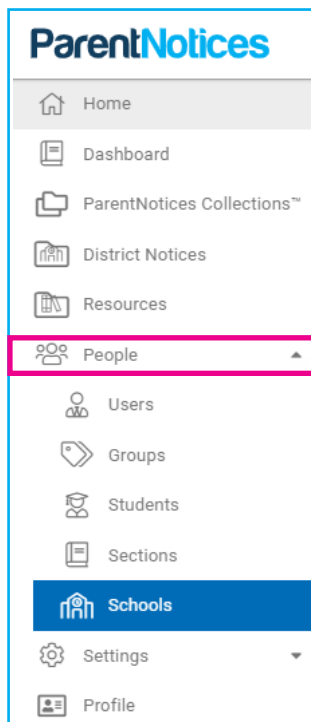 ParentNotices
Home
Dashboard
ParentNotices Collections™
District Notices
Resources
People
Users
Groups
Students
Sections
Schools
Settings
Profile